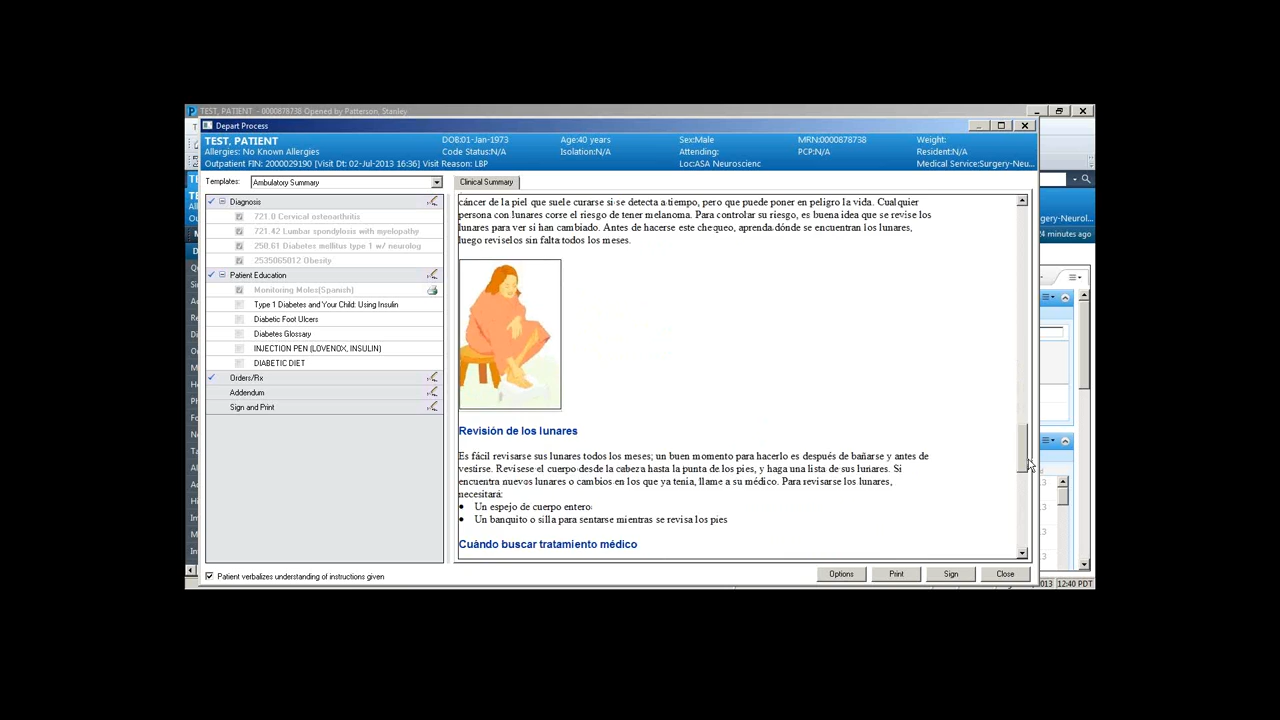 TEST, PATIENT - 0000878738 Opened by Patterson, Stanley
Depart Process
TEST, PATIENT
DOB:01-Jan-1973
Age:40 years
Sex:Male
MRN:0000878738
Weight:
Allergies: No Known Allergies
Code Status:N/A
Isolation:N/A
Attending:
PCP:N/A
Resident:N/A
Outpatient FIN: 2000029190 [Visit Dt: 02-Jul-2013 16:36] Visit Reason: LBP
Loc:ASA Neuroscienc
Medical Service:Surgery-Neu...
Templates:
Ambulatory Summary
Clinical Summary
Diagnosis
721.0 Cervical osteoarthritis
721.42 Lumbar spondylosis with myelopathy
250.61 Diabetes mellitus type 1 w/ neurolog
2535065012 Obesity
Patient Education
Monitoring Moles(Spanish)
Type 1 Diabetes and Your Child: Using Insulin
Diabetic Foot Ulcers
Diabetes Glossary
INJECTION PEN (LOVENOX, INSULIN)
DIABETIC DIET
Orders/Rx
Addendum
Sign and Print
cáncer de la piel que suele curarse si se detecta a tiempo, pero que puede poner en peligro la vida. Cualquier
persona con lunares corre el riesgo de tener melanoma. Para controlar su riesgo, es buena idea que se revise los
lunares para ver si han cambiado. Antes de hacerse este chequeo, aprenda dónde se encuentran los lunares,
luego revíselos sin falta todos los meses.
Revisión de los lunares
Es fácil revisarse sus lunares todos los meses; un buen momento para hacerlo es después de bañarse y antes de
vestirse. Revísese el cuerpo desde la cabeza hasta la punta de los pies, y haga una lista de sus lunares. Si
encuentra nuevos lunares o cambios en los que ya tenía, llame a su médico. Para revisarse los lunares,
necesitará:
• Un espejo de cuerpo entero
• Un banquito o silla para sentarse mientras se revisa los pies
Cuándo buscar tratamiento médico
Patient verbalizes understanding of instructions given
Options
Print
Sign
Close
gery-Neurol...
4 minutes ago
013
12:40 PDT